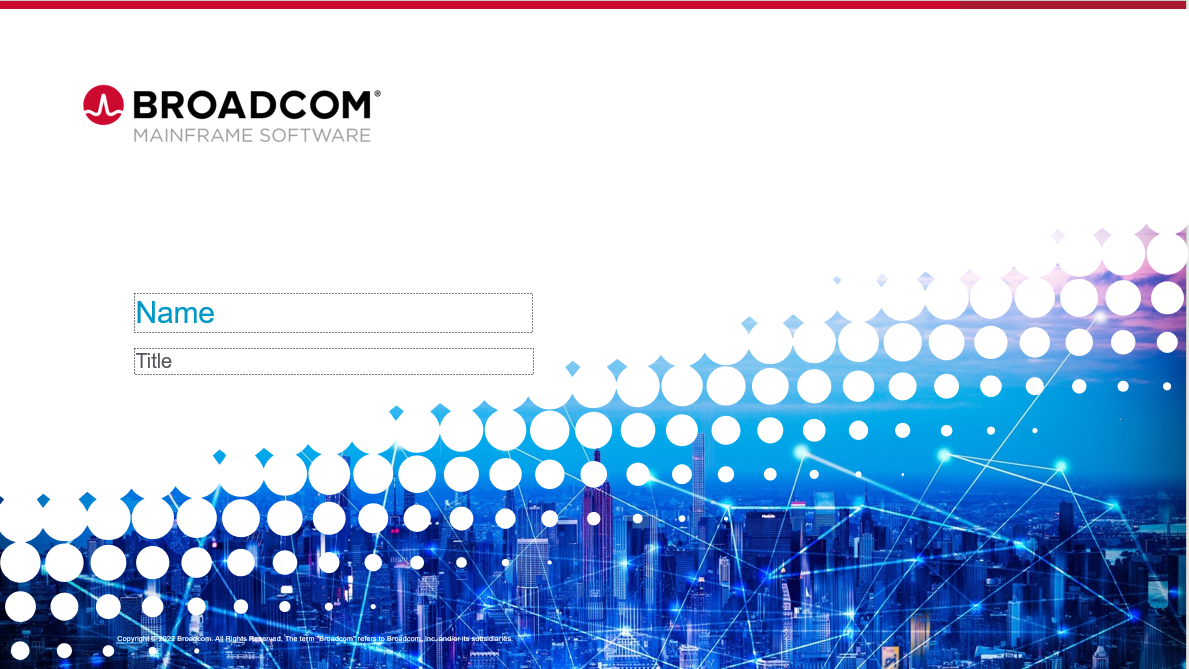 BROADCOM®
MAINFRAME SOFTWARE
Name
Title
Copyright © 2022 Broadcom. All Rights Reserved. The term "Broadcom" refers to Broadcom, Inc. and/or its subsidiaries.